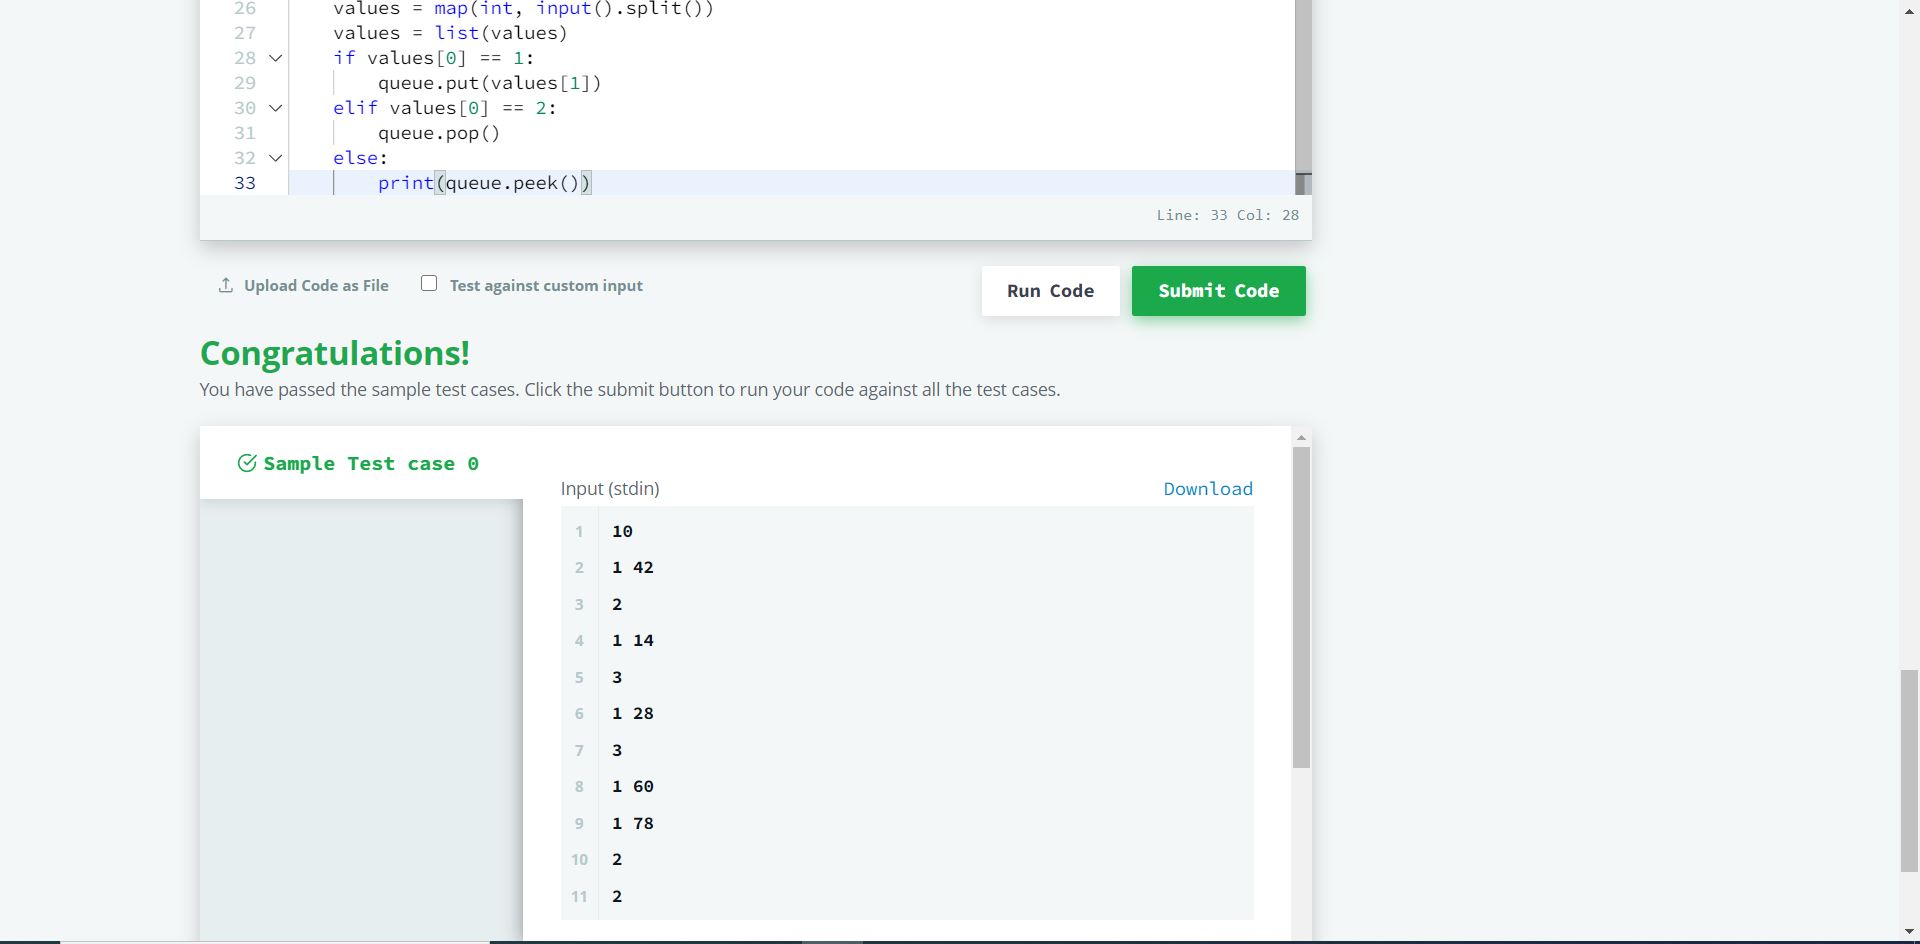 26 values = map(int, input().split())
27 values = list(values)
28 if values[0] == 1:
29 queue.put(values[1])
30 elif values[0] == 2:
31 queue.pop()
32 else:
33 print(queue.peek())
Line: 33 Col: 28
Upload Code as File Test against custom input Run Code Submit Code
Congratulations!
You have passed the sample test cases. Click the submit button to run your code against all the test cases.
Sample Test case 0
Input (stdin) Download
1 10
2 1 42
3 2
4 1 14
5 3
6 1 28
7 3
8 1 60
9 1 78
10 2
11 2